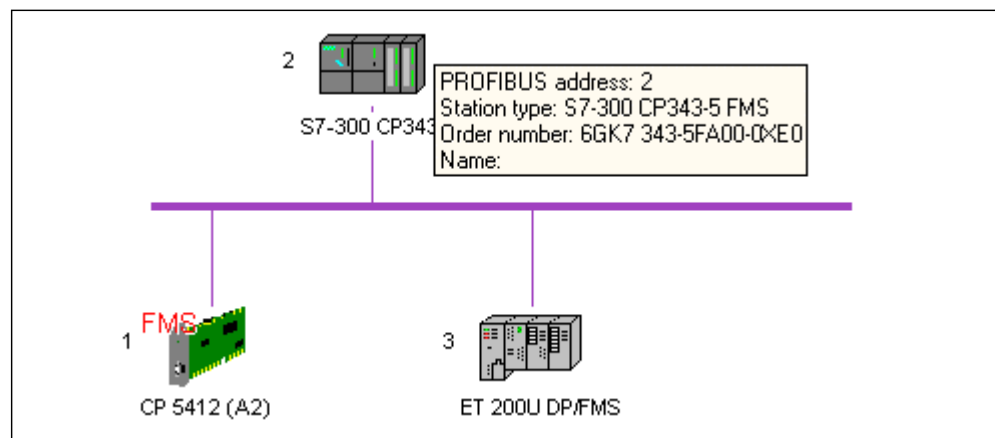 2
PROFIBUS address: 2
Station type: S7-300 CP343-5 FMS
Order number: 6GK7 343-5FA00-0XE0
Name:
S7-300 CP343
FMS
1
3
CP 5412 (A2)
ET 200U DP/FMS